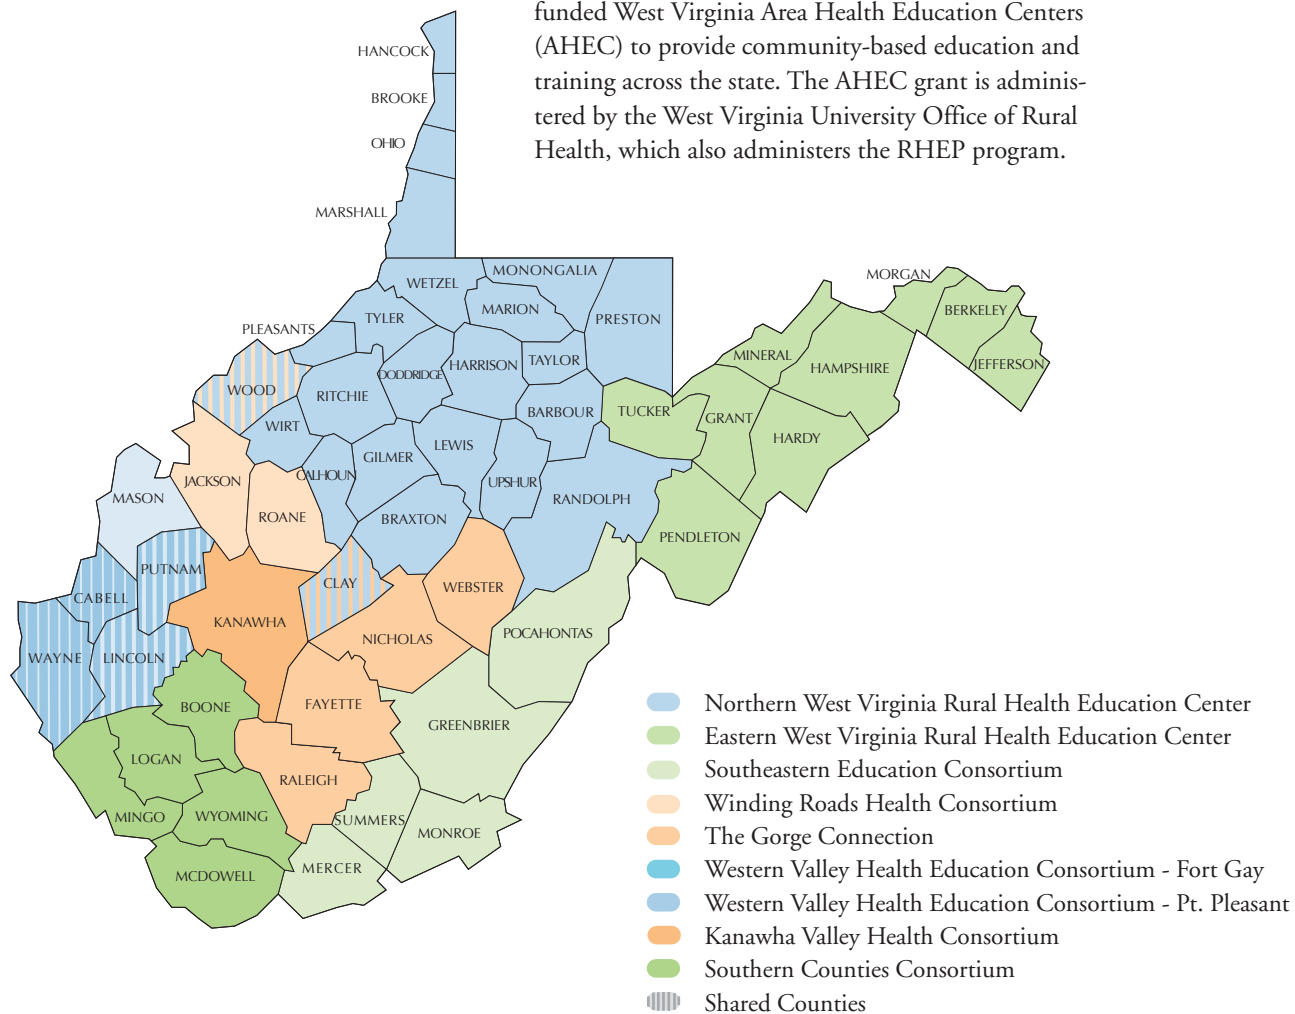 funded West Virginia Area Health Education Centers
(AHEC) to provide community-based education and
training across the state. The AHEC grant is adminis-
tered by the West Virginia University Office of Rural
Health, which also administers the RHEP program.
HANCOCK
BROOKE
OHIO
MARSHALL
WETZEL
MONONGALIA
MARION
PRESTON
TYLER
PLEASANTS
DODDRIDGE
HARRISON
TAYLOR
WOOD
RITCHIE
WIRT
BARBOUR
TUCKER
MORGAN
BERKELEY
JEFFERSON
MINERAL
HAMPSHIRE
GRANT
HARDY
LEWIS
GILMER
CALHOUN
UPSHUR
RANDOLPH
JACKSON
MASON
ROANE
BRAXTON
PENDLETON
PUTNAM
CLAY
WEBSTER
CABELL
KANAWHA
NICHOLAS
POCAHONTAS
WAYNE
LINCOLN
BOONE
FAYETTE
GREENBRIER
LOGAN
RALEIGH
MINGO
WYOMING
SUMMERS
MONROE
MCDOWELL
MERCER
Northern West Virginia Rural Health Education Center
Eastern West Virginia Rural Health Education Center
Southeastern Education Consortium
Winding Roads Health Consortium
The Gorge Connection
Western Valley Health Education Consortium - Fort Gay
Western Valley Health Education Consortium - Pt. Pleasant
Kanawha Valley Health Consortium
Southern Counties Consortium
Shared Counties